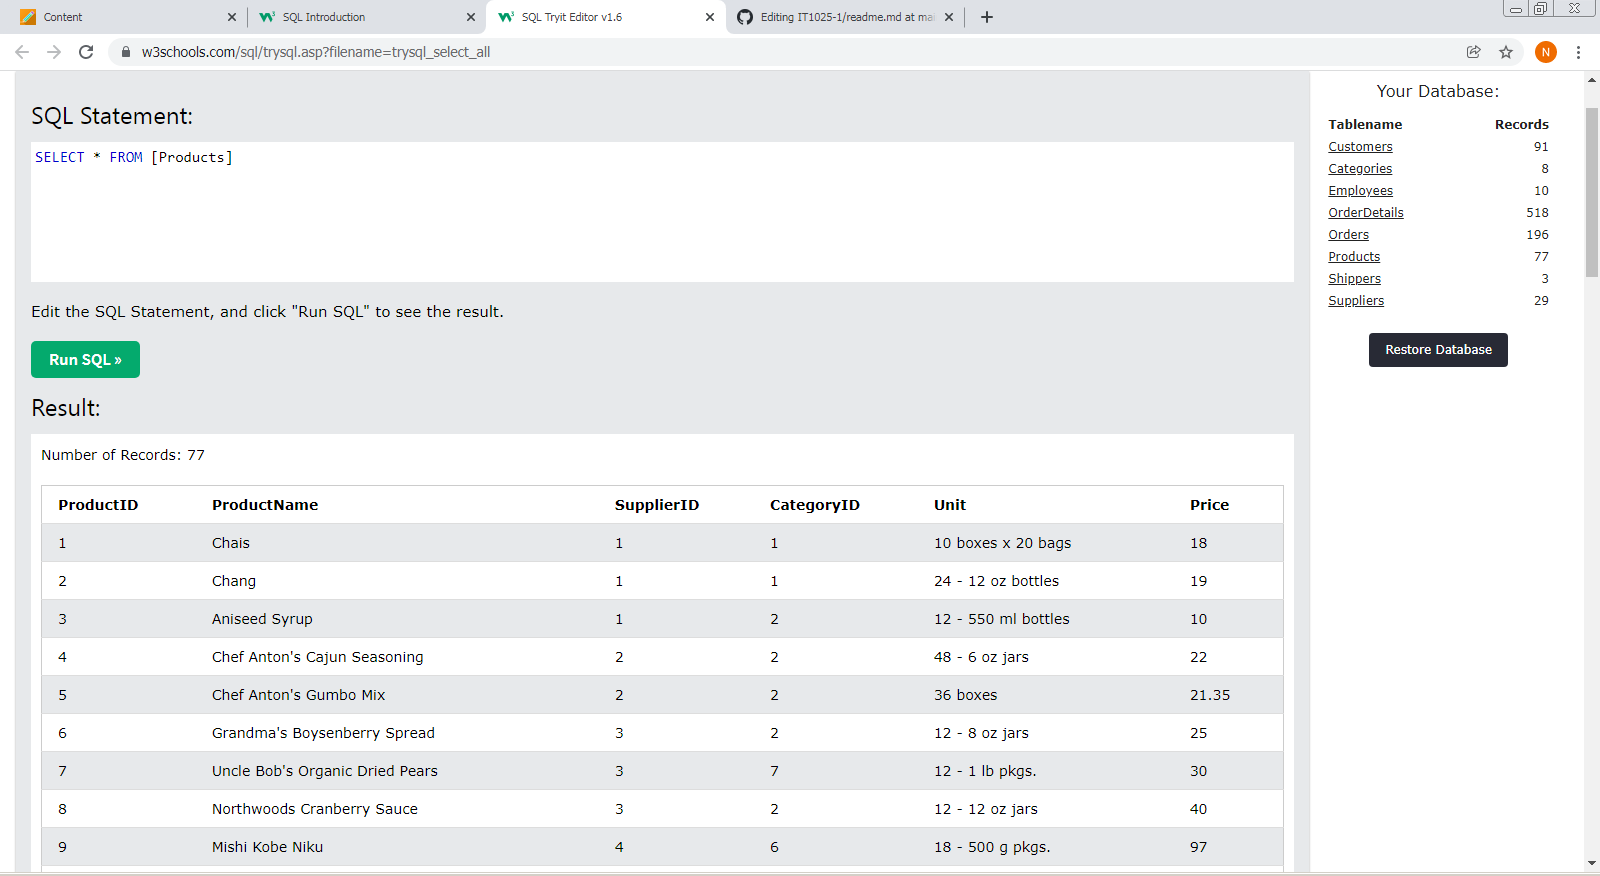 Content
SQL Introduction
SQL Tryit Editor v1.6
Editing IT1025-1/readme.md at mai
w3schools.com/sql/trysql.asp?filename=trysql_select_all
N
SQL Statement:
SELECT * FROM [Products]
Edit the SQL Statement, and click "Run SQL" to see the result.
Run SQL »
Result:
Number of Records: 77
ProductID ProductName SupplierID CategoryID Unit Price
1 Chais 1 1 10 boxes x 20 bags 18
2 Chang 1 1 24 - 12 oz bottles 19
3 Aniseed Syrup 1 2 12 - 550 ml bottles 10
4 Chef Anton's Cajun Seasoning 2 2 48 - 6 oz jars 22
5 Chef Anton's Gumbo Mix 2 2 36 boxes 21.35
6 Grandma's Boysenberry Spread 3 2 12 - 8 oz jars 25
7 Uncle Bob's Organic Dried Pears 3 7 12 - 1 lb pkgs. 30
8 Northwoods Cranberry Sauce 3 2 12 - 12 oz jars 40
9 Mishi Kobe Niku 4 6 18 - 500 g pkgs. 97
Your Database:
Tablename Records
Customers 91
Categories 8
Employees 10
OrderDetails 518
Orders 196
Products 77
Shippers 3
Suppliers 29
Restore Database